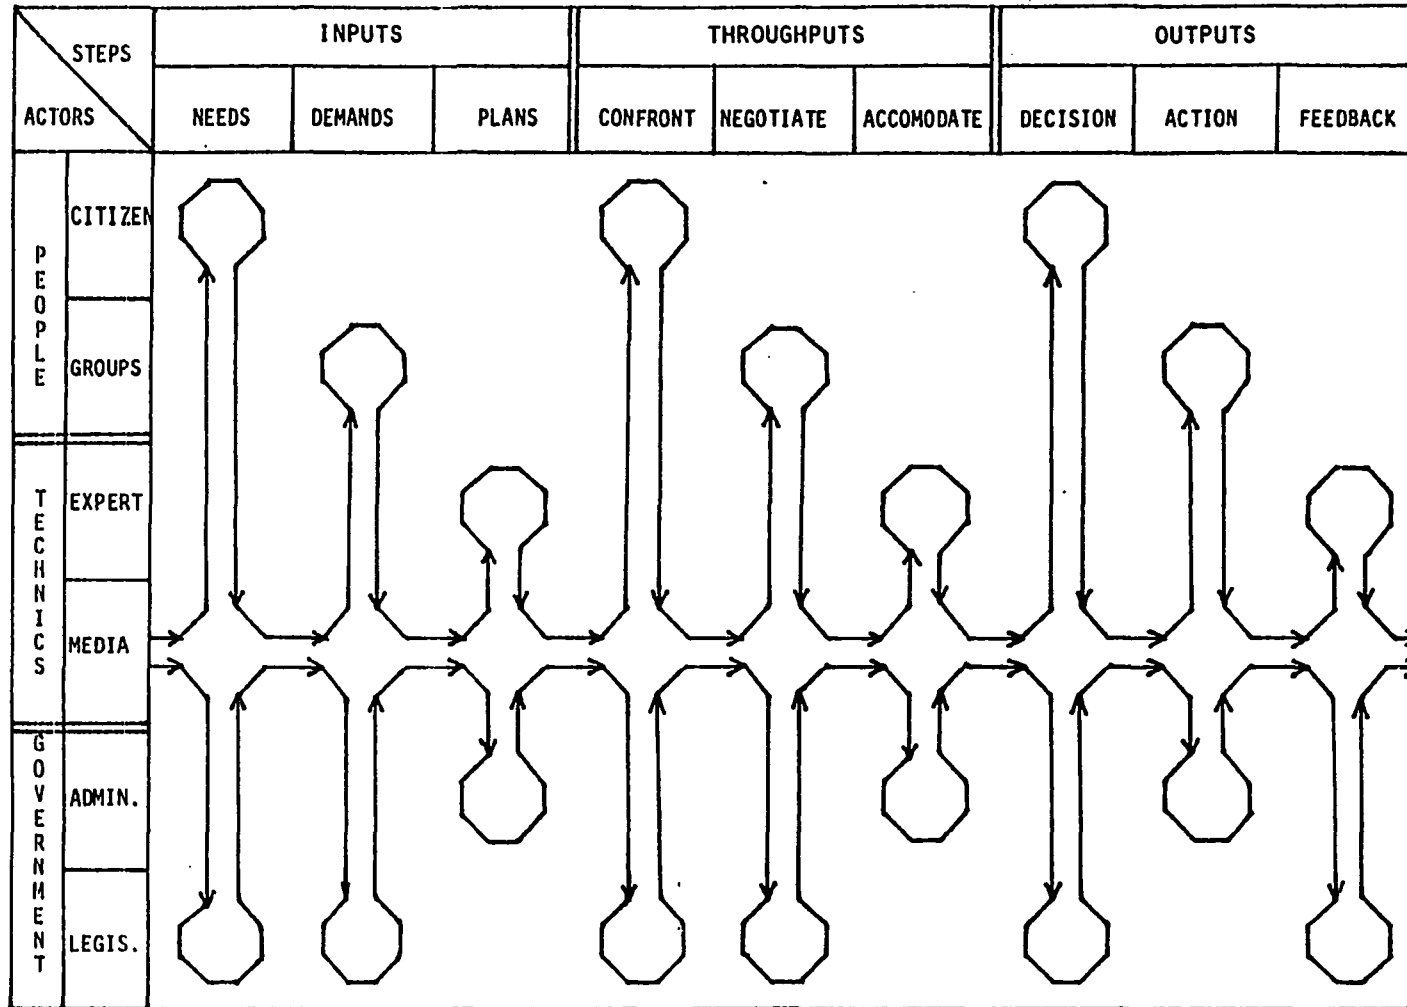 STEPS
ACTORS
INPUTS
THROUGHPUTS
OUTPUTS
NEEDS
DEMANDS
PLANS
CONFRONT
NEGOTIATE
ACCOMODATE
DECISION
ACTION
FEEDBACK
PEOPLE
CITIZEN
GROUPS
TECHNICS
EXPERT
MEDIA
GOVERNMENT
ADMIN.
LEGIS.